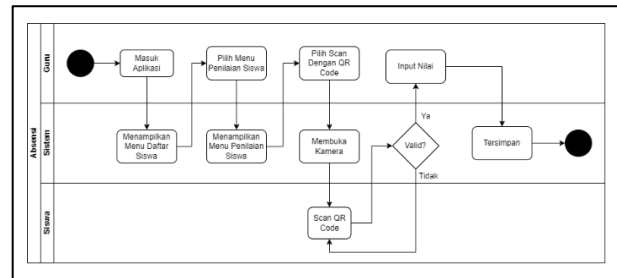 Absensi
Guru
Masuk
Aplikasi
Pilih Menu
Penilaian Siswa
Pilih Scan
Dengan QR
Code
Input Nilai
Sistem
Menampilkan
Menu Daftar
Siswa
Menampilkan
Menu Penilaian
Siswa
Membuka
Kamera
Valid?
Ya
Tidak
Tersimpan
Siswa
Scan QR
Code